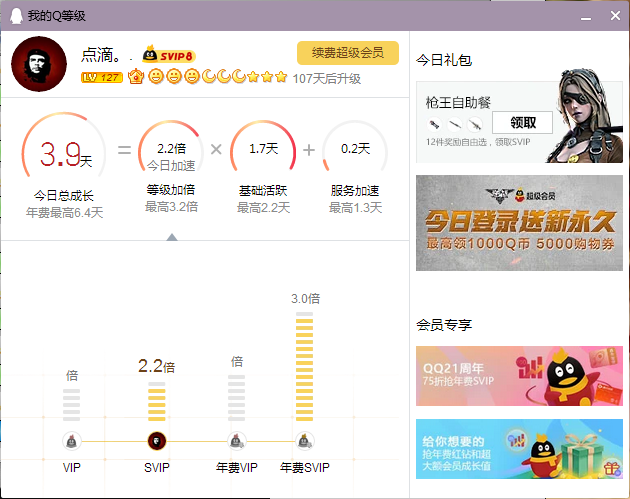 我的Q等级
点滴。.
SVIP8
续费超级会员
LV 127
107天后升级
3.9天
=
2.2倍
今日加速
×
1.7天
+
0.2天
今日总成长
年费最高6.4天
等级加倍
最高3.2倍
基础活跃
最高2.2天
服务加速
最高1.3天
倍
2.2倍
倍
3.0倍
VIP
SVIP
年费VIP
年费SVIP
今日礼包
枪王自助餐
领取
12件奖励自由选，领取SVIP
超级会员
今日登录送新永久
最高领1000Q币 5000购物券
会员专享
QQ21周年
75折抢年费SVIP
给你想要的
抢年费红钻和超
大额会员成长值